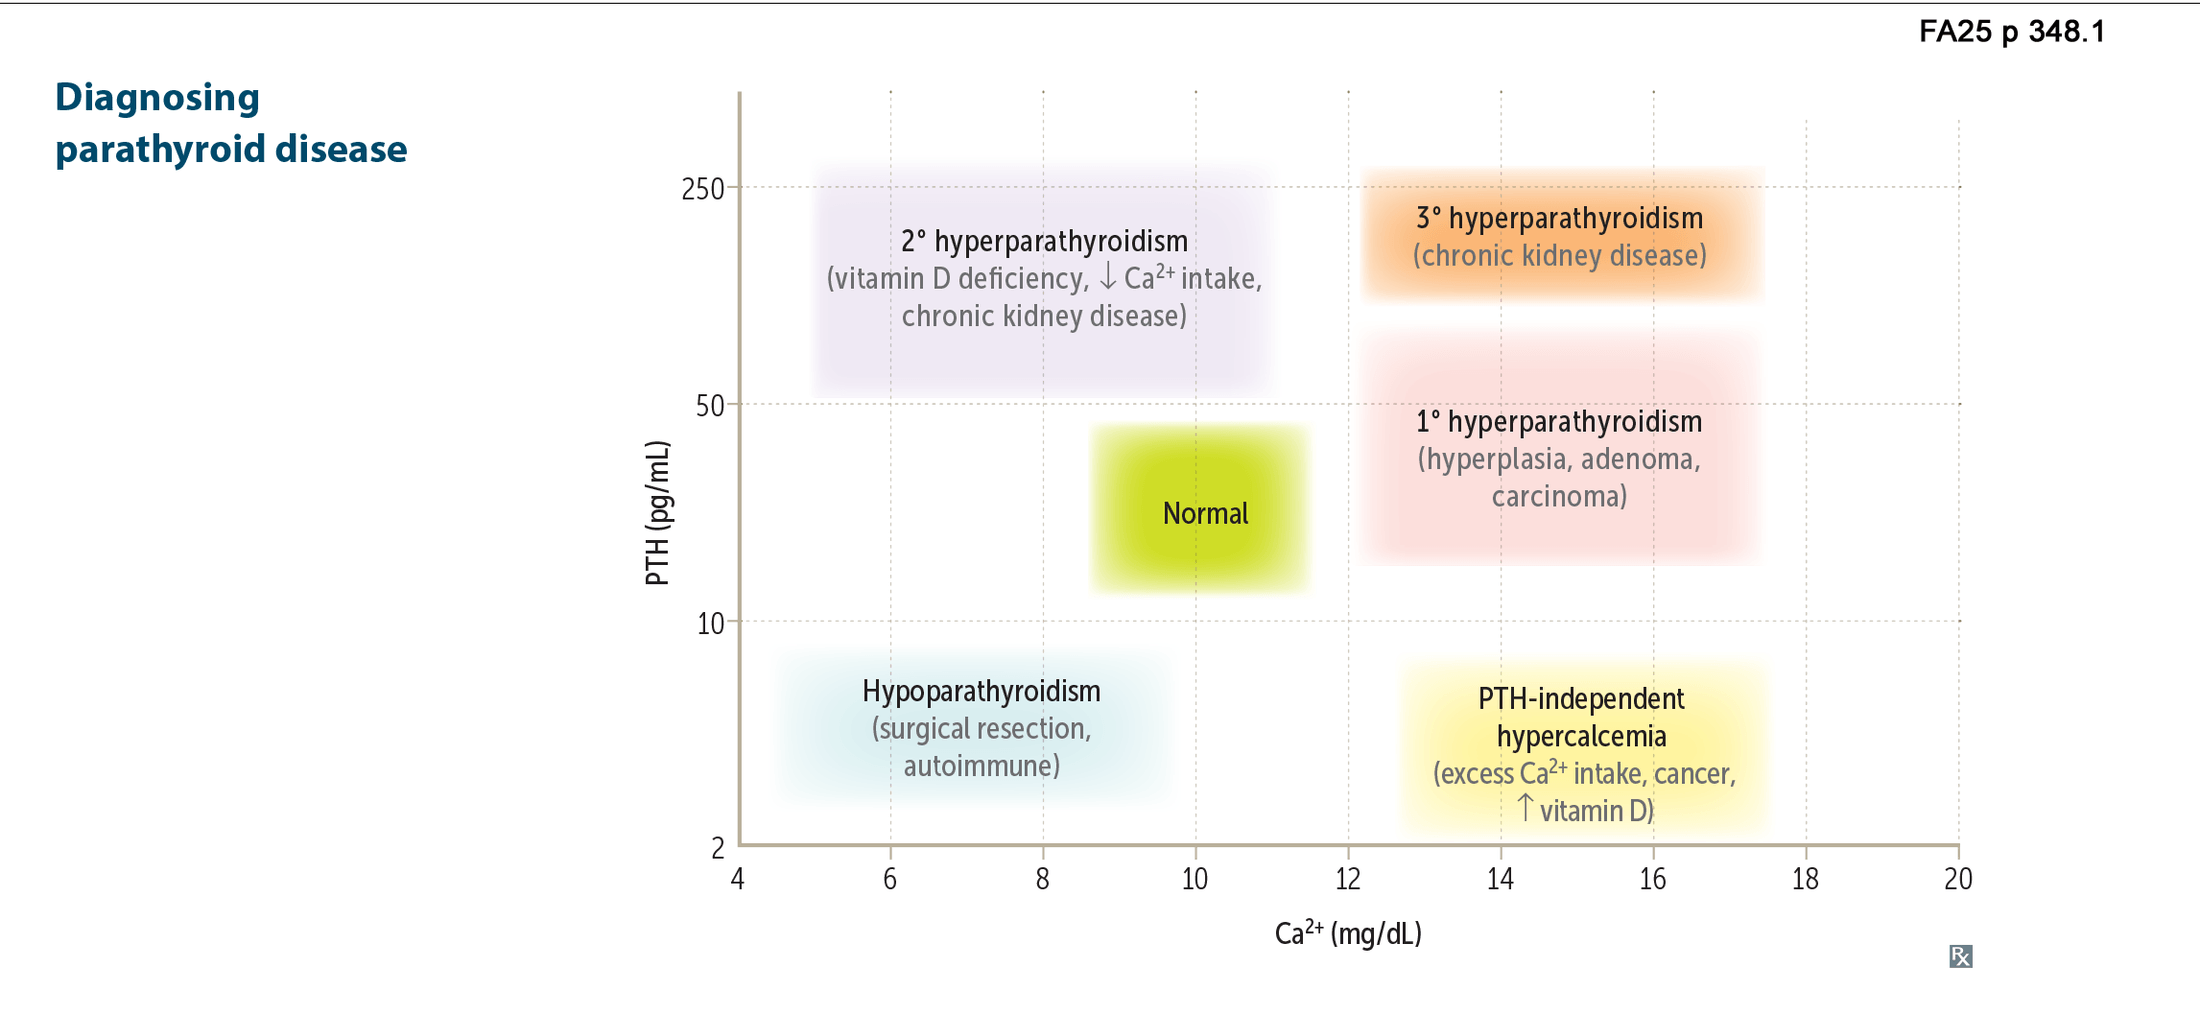 FA25 p 348.1
Diagnosing
parathyroid disease
250
50
10
2
PTH (pg/mL)
2° hyperparathyroidism
(vitamin D deficiency, ↓ Ca²⁺ intake,
chronic kidney disease)
3° hyperparathyroidism
(chronic kidney disease)
1° hyperparathyroidism
(hyperplasia, adenoma,
carcinoma)
Normal
Hypoparathyroidism
(surgical resection,
autoimmune)
PTH-independent
hypercalcemia
(excess Ca²⁺ intake, cancer,
↑ vitamin D)
4 6 8 10 12 14 16 18 20
Ca²⁺ (mg/dL)
Rx